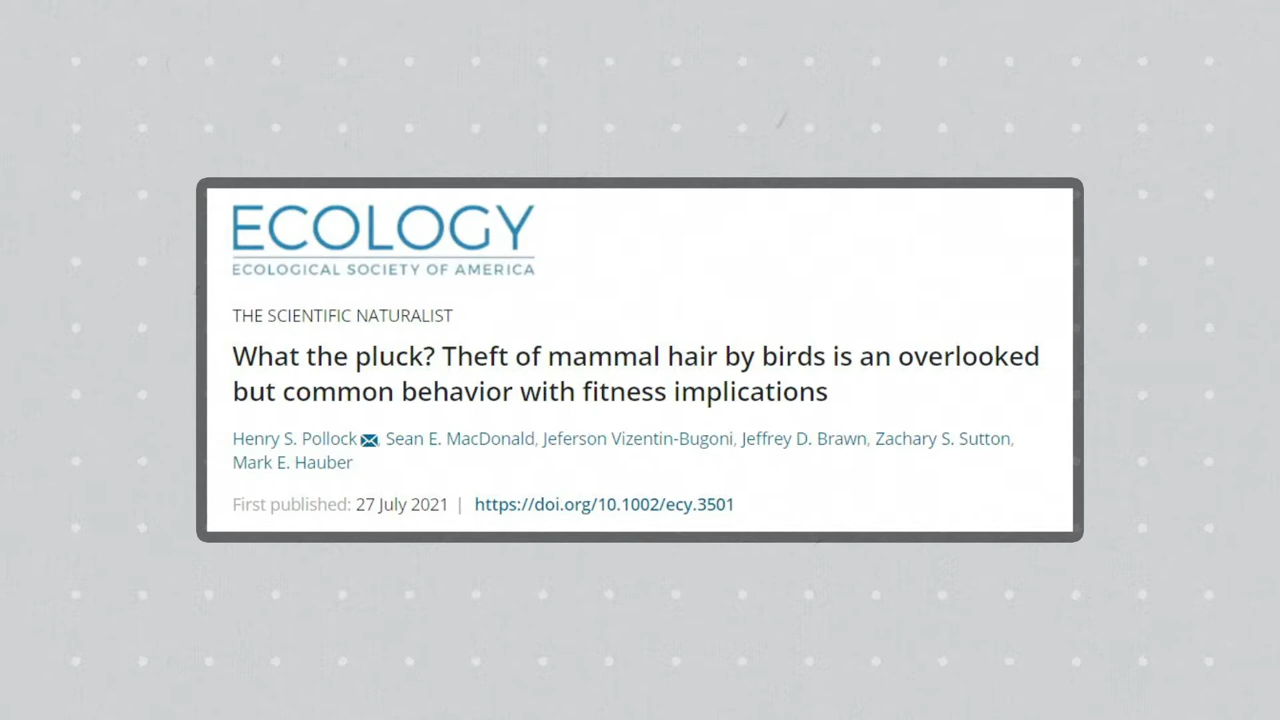 ECOLOGY
ECOLOGICAL SOCIETY OF AMERICA
THE SCIENTIFIC NATURALIST
What the pluck? Theft of mammal hair by birds is an overlooked
but common behavior with fitness implications
Henry S. Pollock, Sean E. MacDonald, Jeferson Vizentin-Bugoni, Jeffrey D. Brawn, Zachary S. Sutton,
Mark E. Hauber
First published: 27 July 2021 | https://doi.org/10.1002/ecy.3501